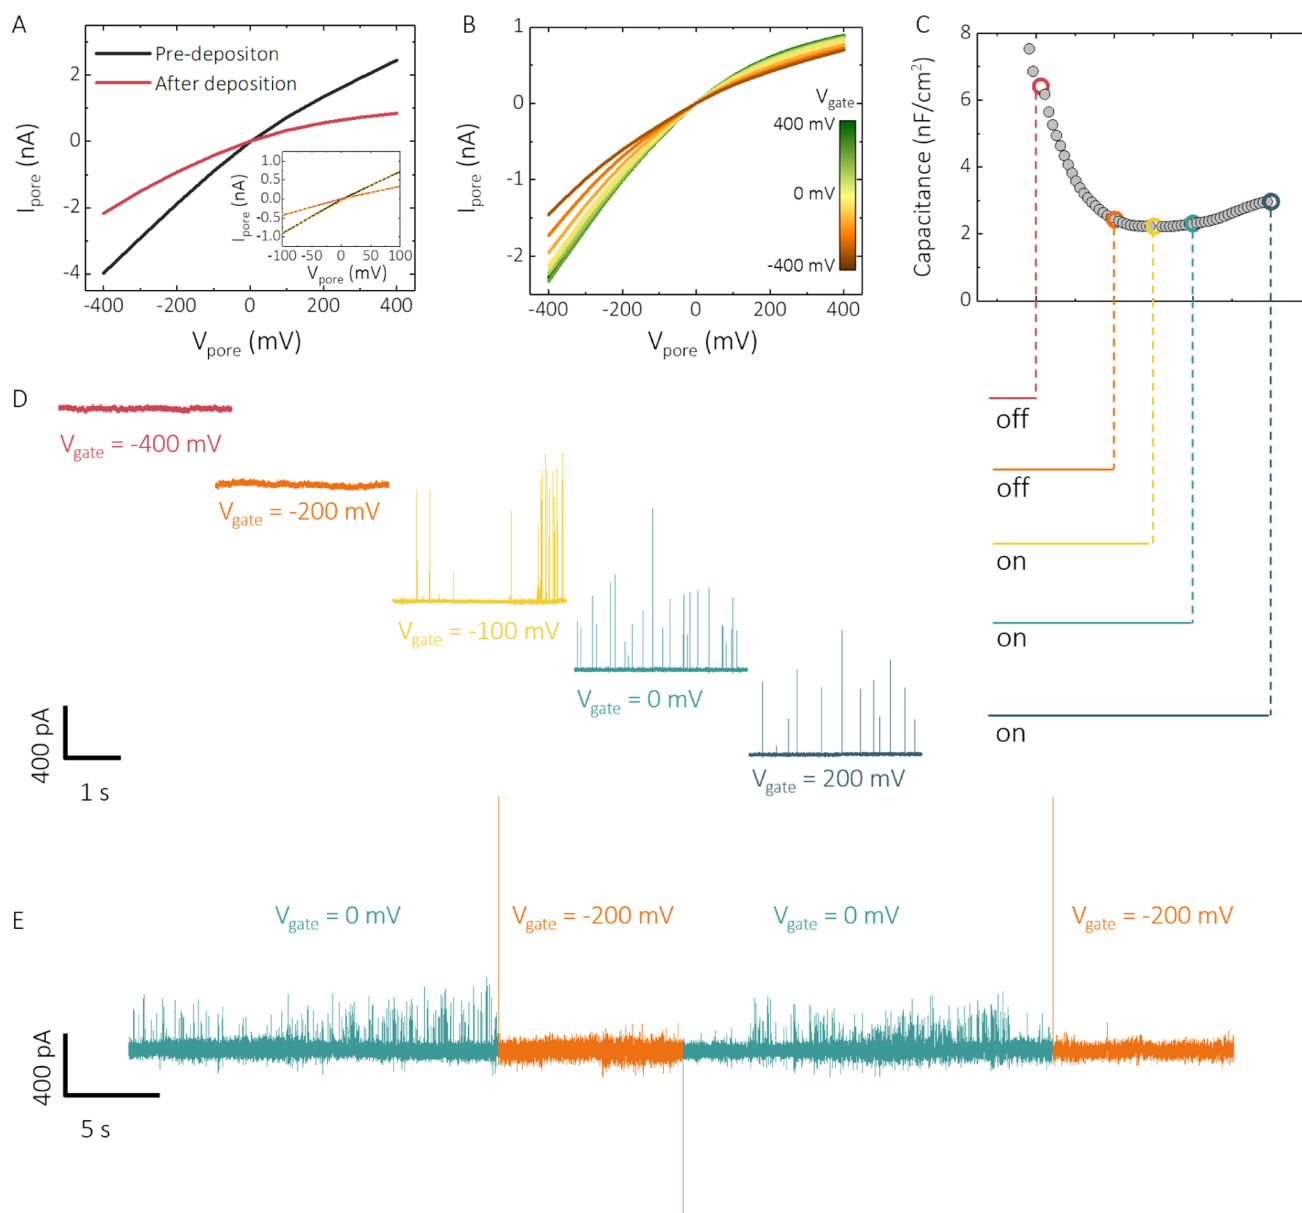 A
Pre-depositon
After deposition
2
0
-2
-4
I_pore (nA)
-400 -200 0 200 400
V_pore (mV)
1.0
0.5
0.0
-0.5
-1.0
I_pore (nA)
-100 -50 0 50 100
V_pore (mV)
B
1
0
-1
-2
I_pore (nA)
-400 -200 0 200 400
V_pore (mV)
V_gate
400 mV
0 mV
-400 mV
C
8
6
4
2
0
Capacitance (nF/cm²)
off
off
on
on
on
D
V_gate = -400 mV
V_gate = -200 mV
V_gate = -100 mV
V_gate = 0 mV
V_gate = 200 mV
400 pA
1 s
E
V_gate = 0 mV
V_gate = -200 mV
V_gate = 0 mV
V_gate = -200 mV
400 pA
5 s